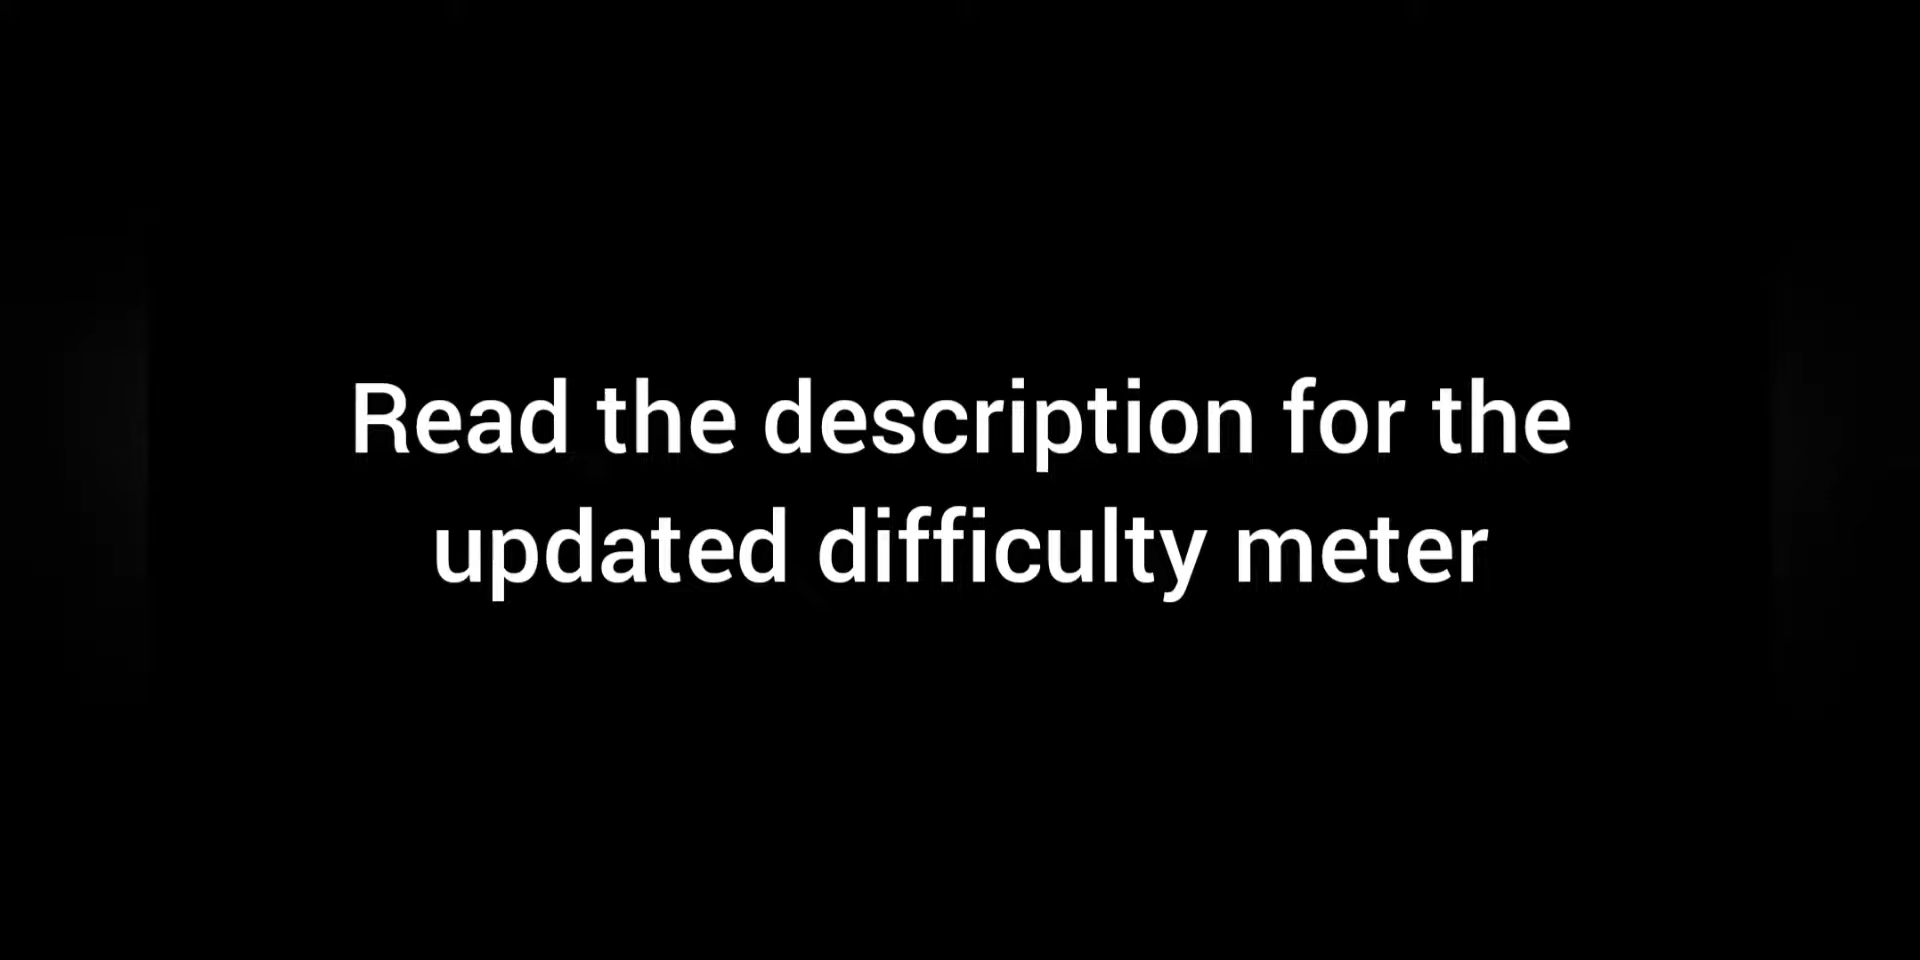 Read the description for the
updated difficulty meter